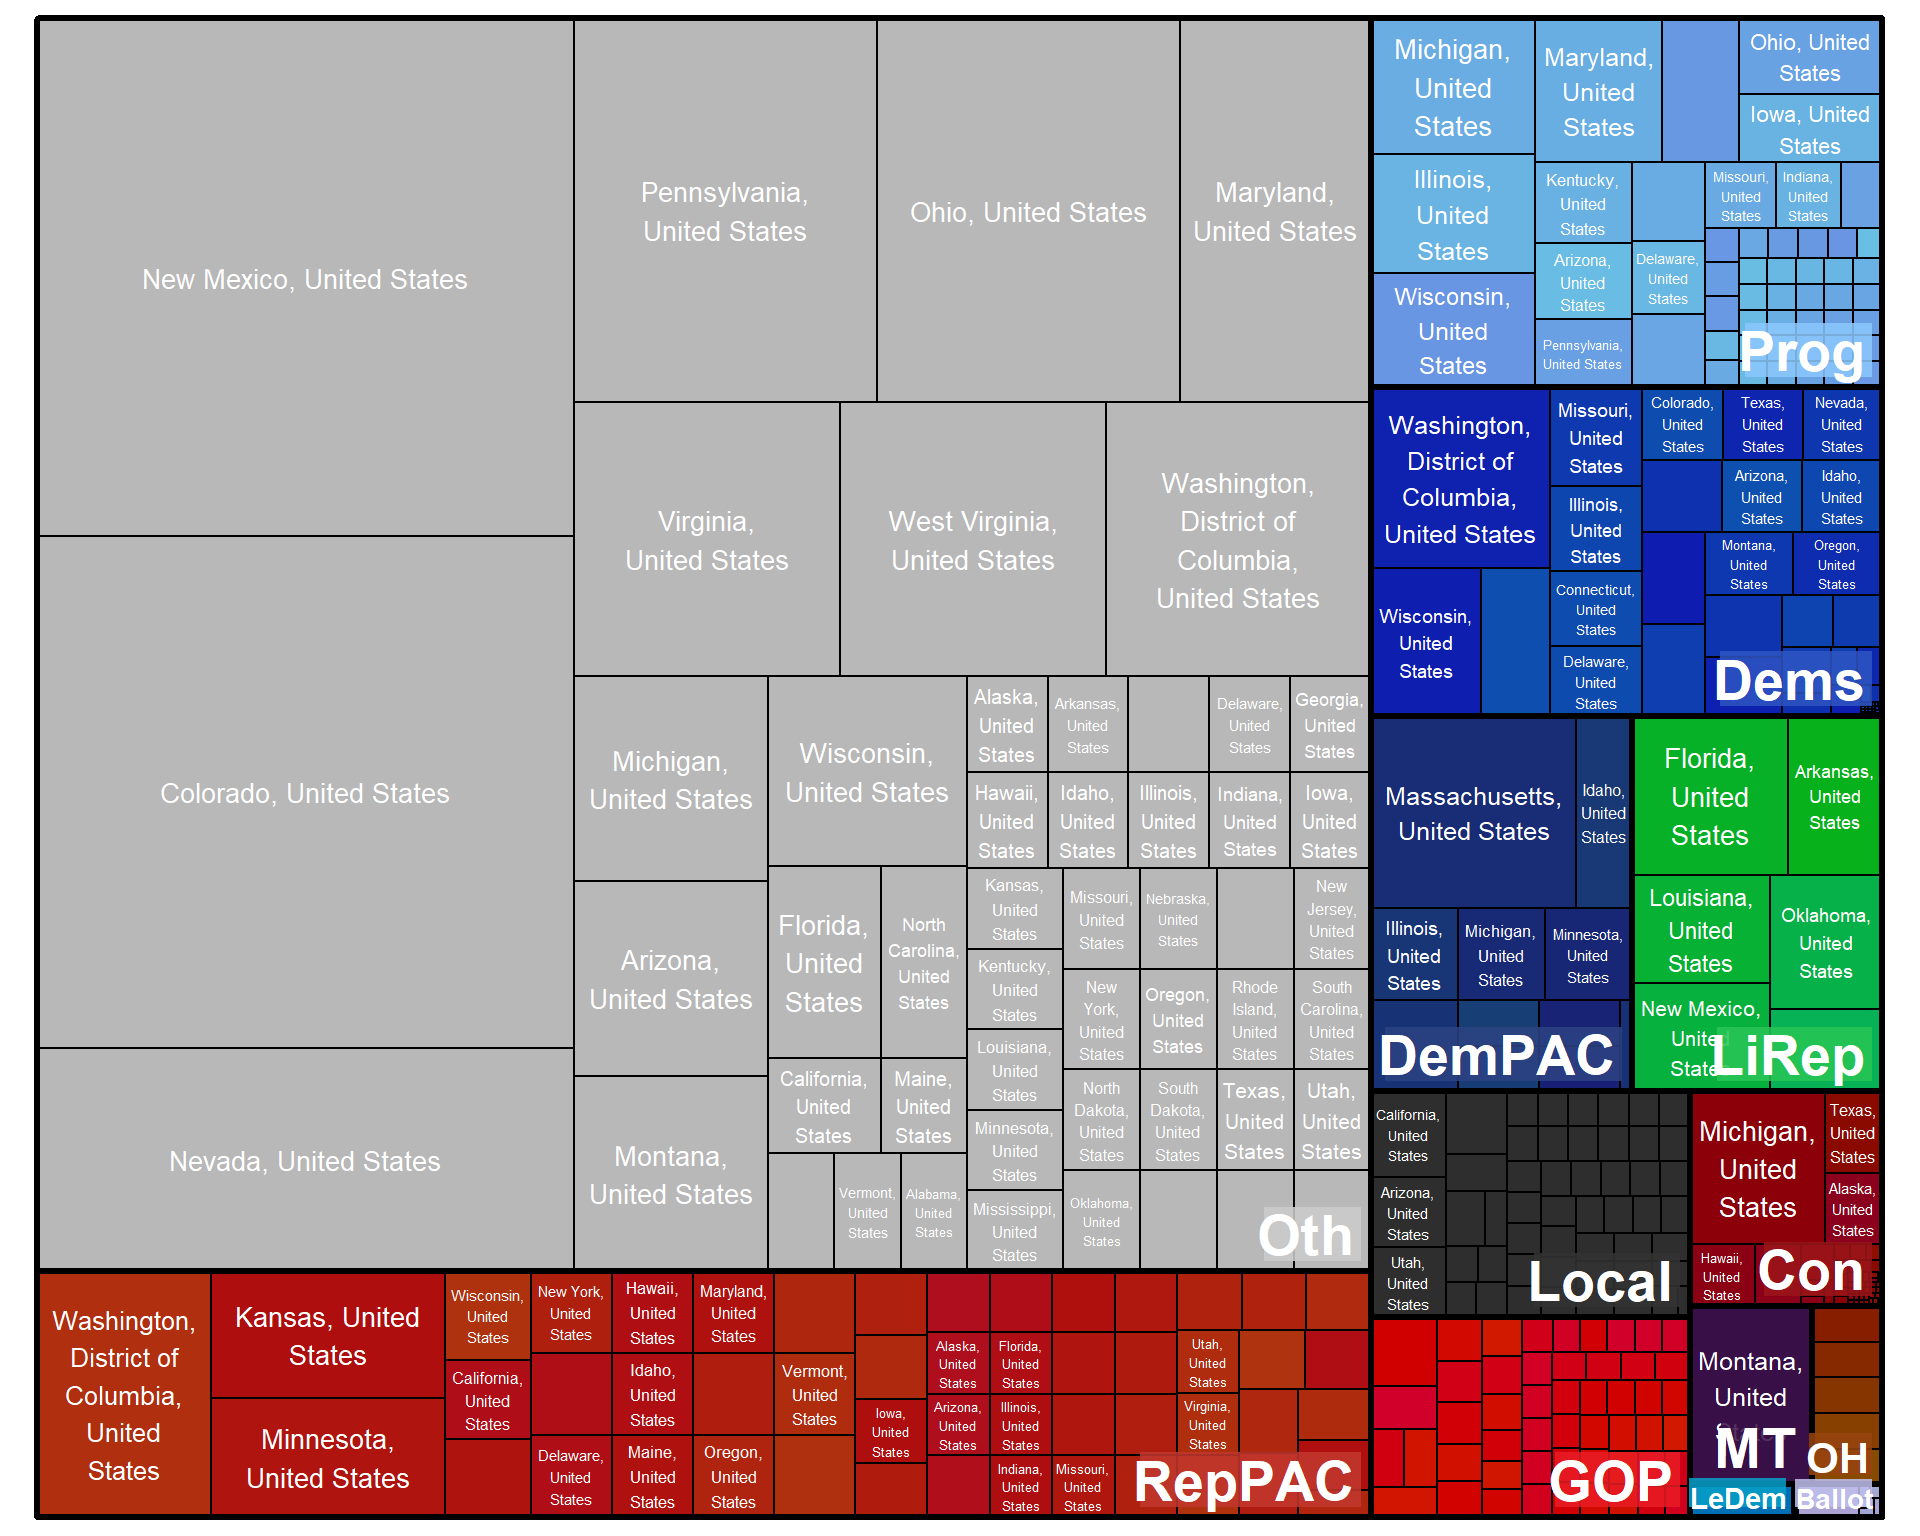 New Mexico, United States
Colorado, United States
Nevada, United States
Pennsylvania,
United States
Ohio, United States
Maryland,
United States
Virginia,
United States
West Virginia,
United States
Washington,
District of
Columbia,
United States
Michigan,
United States
Arizona,
United States
Montana,
United States
Wisconsin,
United States
Florida,
United
States
North
Carolina,
United
States
California,
United
States
Maine,
United
States
Vermont,
United
States
Alabama,
United
States
Alaska,
United
States
Arkansas,
United
States
Delaware,
United
States
Georgia,
United
States
Hawaii,
United
States
Idaho,
United
States
Illinois,
United
States
Indiana,
United
States
Iowa,
United
States
Kansas,
United
States
Kentucky,
United
States
Louisiana,
United
States
Minnesota,
United
States
Mississippi,
United
States
Missouri,
United
States
Nebraska,
United
States
New
Jersey,
United
States
New
York,
United
States
Oregon,
United
States
Rhode
Island,
United
States
South
Carolina,
United
States
North
Dakota,
United
States
South
Dakota,
United
States
Texas,
United
States
Utah,
United
States
Oklahoma,
United
States
Oth
Washington,
District of
Columbia,
United
States
Kansas, United
States
Minnesota,
United States
Wisconsin,
United
States
California,
United
States
New York,
United
States
Delaware,
United
States
Hawaii,
United
States
Idaho,
United
States
Maine,
United
States
Maryland,
United
States
Oregon,
United
States
Vermont,
United
States
Iowa,
United
States
Alaska,
United
States
Arizona,
United
States
Florida,
United
States
Illinois,
United
States
Indiana,
United
States
Missouri,
United
States
Utah,
United
States
Virginia,
United
States
RepPAC
Michigan,
United
States
Illinois,
United
States
Wisconsin,
United
States
Maryland,
United
States
Ohio, United
States
Iowa, United
States
Kentucky,
United
States
Arizona,
United
States
Pennsylvania,
United States
Delaware,
United
States
Missouri,
United
States
Indiana,
United
States
Prog
Washington,
District of
Columbia,
United States
Wisconsin,
United
States
Missouri,
United
States
Illinois,
United
States
Connecticut,
United
States
Delaware,
United
States
Colorado,
United
States
Texas,
United
States
Nevada,
United
States
Arizona,
United
States
Idaho,
United
States
Montana,
United
States
Oregon,
United
States
Dems
Massachusetts,
United States
Idaho,
United
States
Illinois,
United
States
Michigan,
United
States
Minnesota,
United
States
DemPAC
Florida,
United
States
Arkansas,
United
States
Louisiana,
United
States
Oklahoma,
United
States
New Mexico,
United
States
LiRep
California,
United
States
Arizona,
United
States
Utah,
United
States
Local
Michigan,
United
States
Texas,
United
States
Alaska,
United
States
Hawaii,
United
States
Con
GOP
Montana,
United
States
MT
OH
LeDem
Ballot